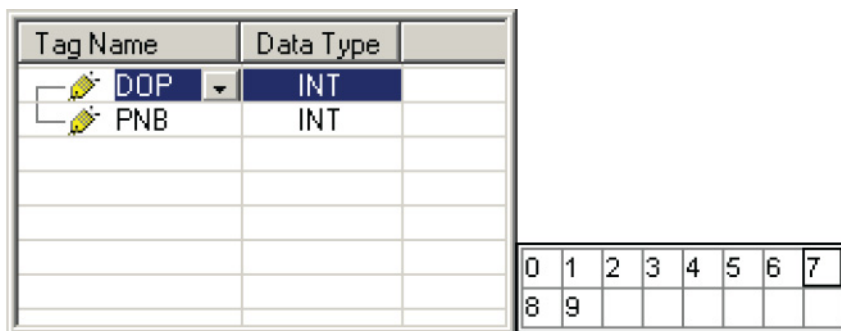 Tag Name Data Type
DOP INT
PNB INT
0 1 2 3 4 5 6 7
8 9